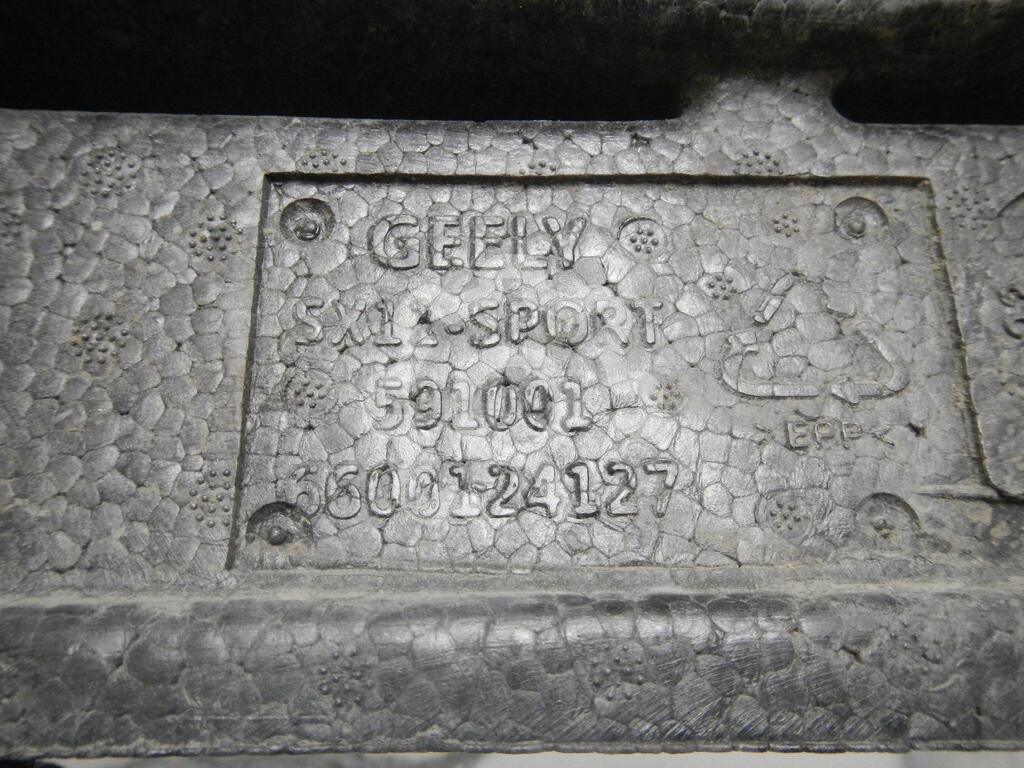 GEELY
SX11-SPORT
591001
6600124127
>EPP<